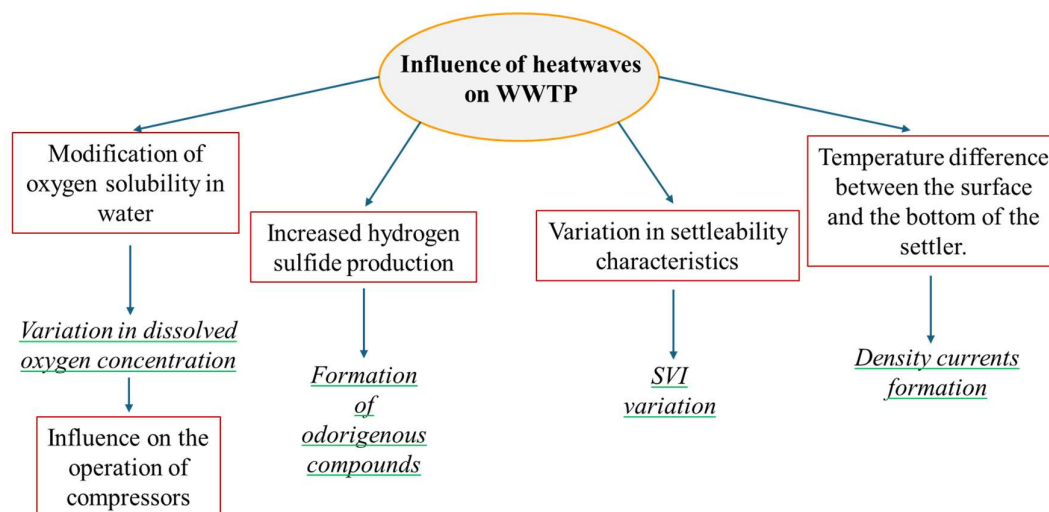 Influence of heatwaves
on WWTP
Modification of
oxygen solubility in
water
Variation in dissolved
oxygen concentration
Influence on the
operation of
compressors
Increased hydrogen
sulfide production
Formation
of
odorigenous
compounds
Variation in settleability
characteristics
SVI
variation
Temperature difference
between the surface
and the bottom of the
settler.
Density currents
formation